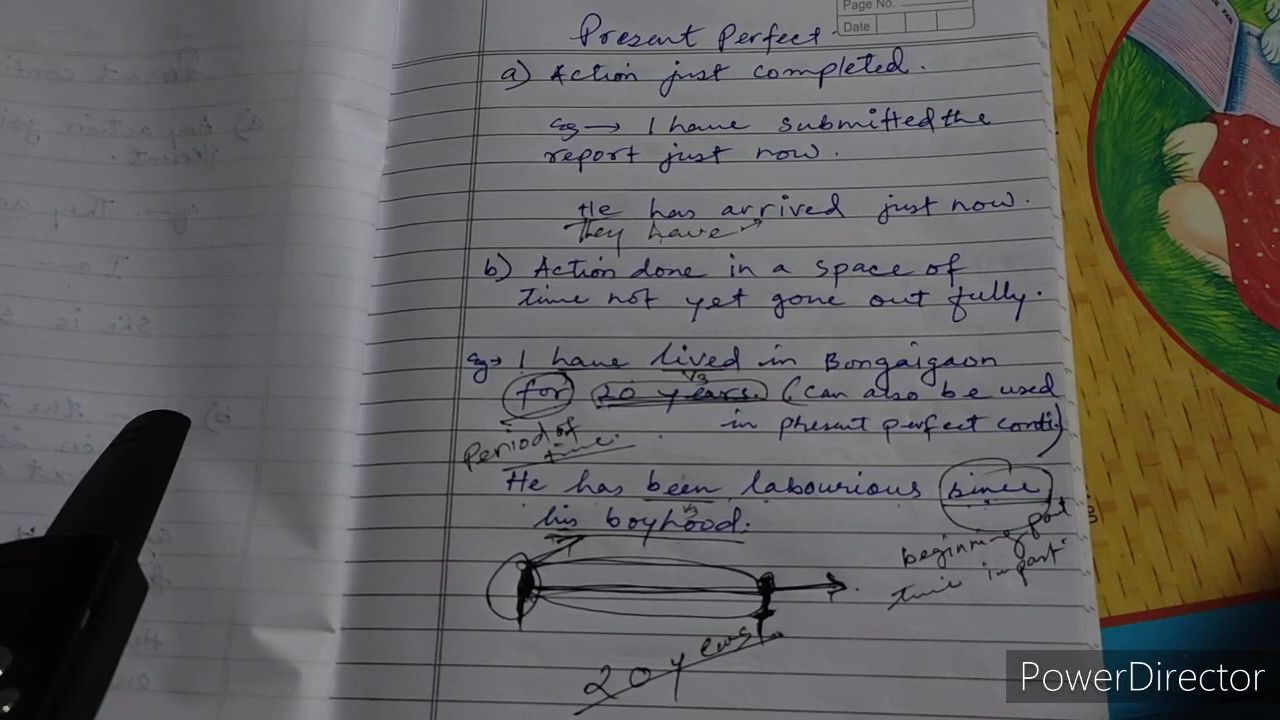 Page No.
Date
Present Perfect.
a) Action just completed.
eg → I have submitted the
report just now.
He has arrived just now.
They have
b) Action done in a space of
time not yet gone out fully.
eg → I have lived in Bongaigaon
V3
for 20 years. (can also be used
in present perfect conti)
Period of
time.
He has been labourious since
V3
his boyhood.
beginning point
time in past
20 years
PowerDirector